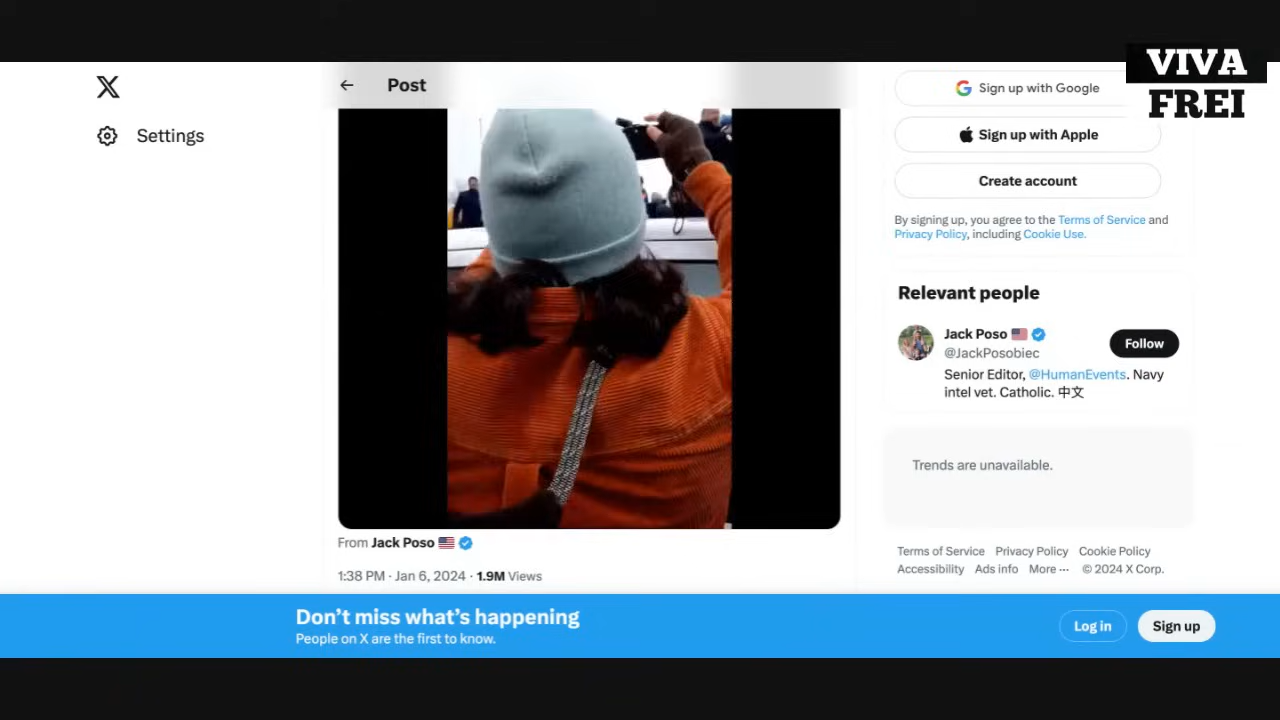 VIVA
FREI
Post
Settings
Sign up with Google
Sign up with Apple
Create account
By signing up, you agree to the Terms of Service and
Privacy Policy, including Cookie Use.
Relevant people
Jack Poso 🇺🇸
@JackPosobiec
Follow
Senior Editor, @HumanEvents. Navy
intel vet. Catholic. 中文
Trends are unavailable.
From Jack Poso 🇺🇸
1:38 PM · Jan 6, 2024 · 1.9M Views
Terms of Service Privacy Policy Cookie Policy
Accessibility Ads info More ··· © 2024 X Corp.
Don’t miss what’s happening
People on X are the first to know.
Log in
Sign up